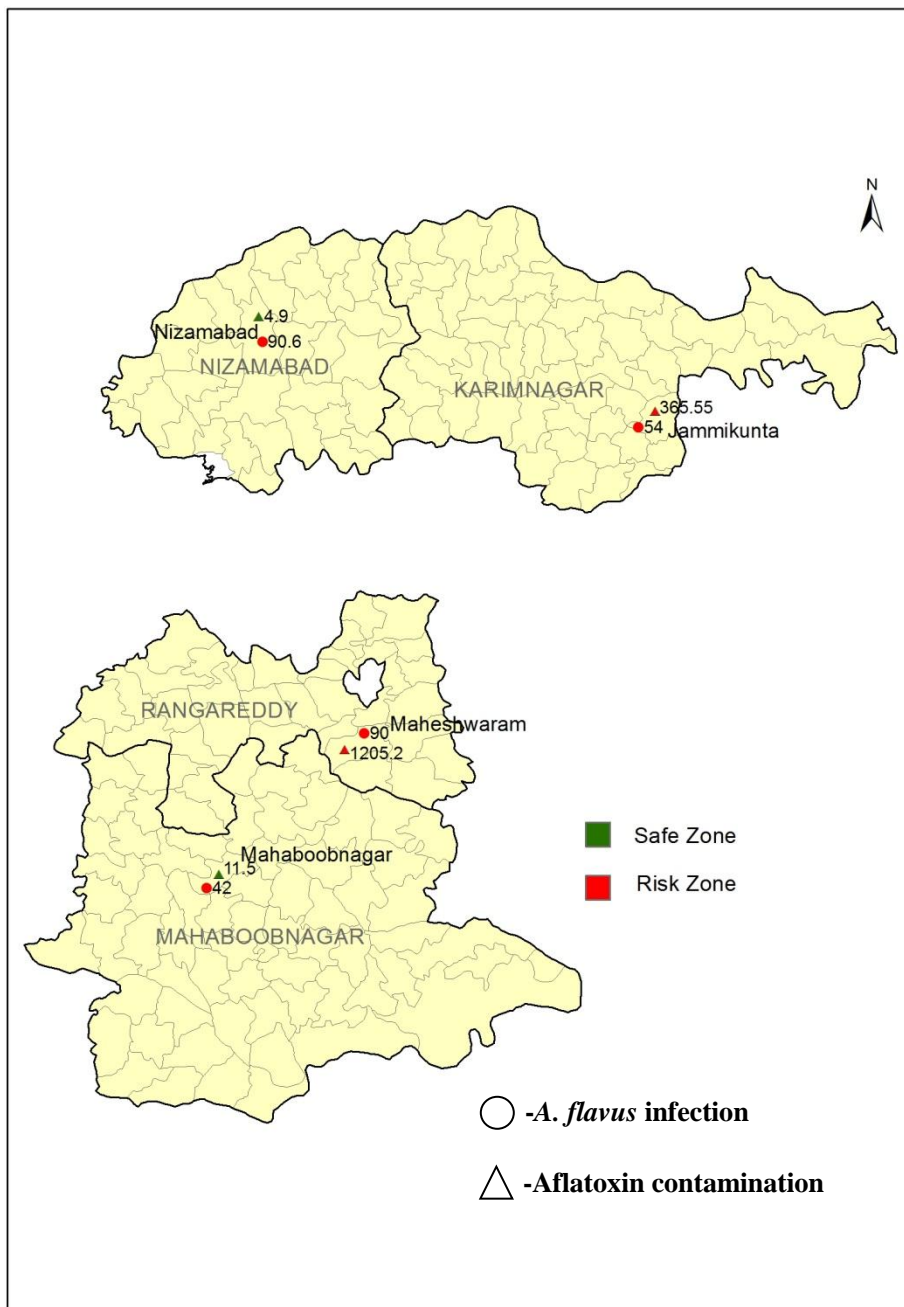 N
4.9
Nizamabad
90.6
NIZAMABAD
KARIMNAGAR
365.55
54
Jammikunta
RANGAREDDY
Maheshwaram
90
1205.2
Mahaboobnagar
11.5
42
MAHABOOBNAGAR
Safe Zone
Risk Zone
-A. flavus infection
-Aflatoxin contamination